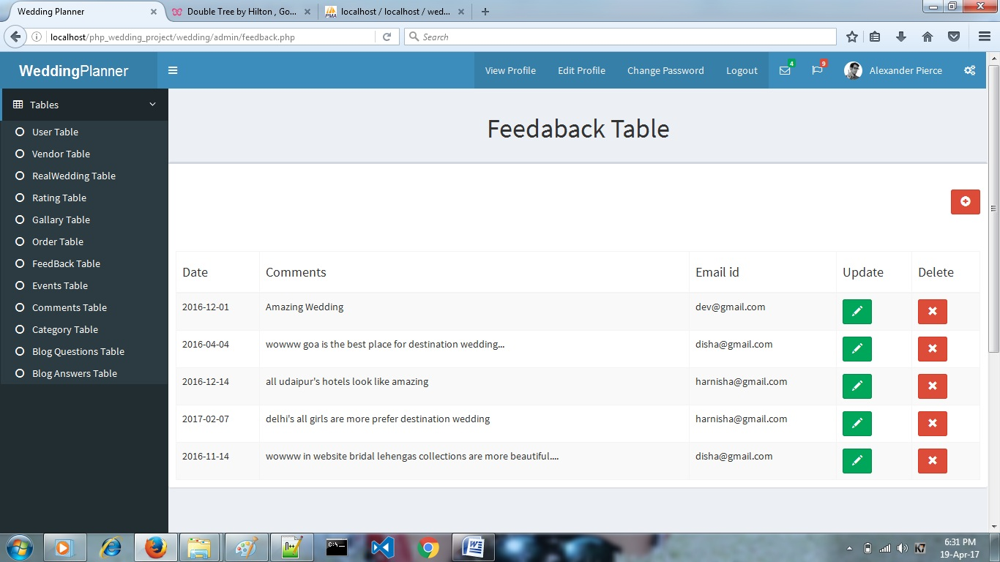 Wedding Planner
Double Tree by Hilton , Go...
localhost / localhost / wed...
localhost/php_wedding_project/wedding/admin/feedback.php
Search
WeddingPlanner
View Profile
Edit Profile
Change Password
Logout
4
9
Alexander Pierce
Tables
User Table
Vendor Table
RealWedding Table
Rating Table
Gallary Table
Order Table
FeedBack Table
Events Table
Comments Table
Category Table
Blog Questions Table
Blog Answers Table
Feedaback Table
Date Comments Email id Update Delete
2016-12-01 Amazing Wedding dev@gmail.com
2016-04-04 wowww goa is the best place for destination wedding... disha@gmail.com
2016-12-14 all udaipur's hotels look like amazing harnisha@gmail.com
2017-02-07 delhi's all girls are more prefer destination wedding harnisha@gmail.com
2016-11-14 wowww in website bridal lehengas collections are more beautiful.... disha@gmail.com
6:31 PM
19-Apr-17